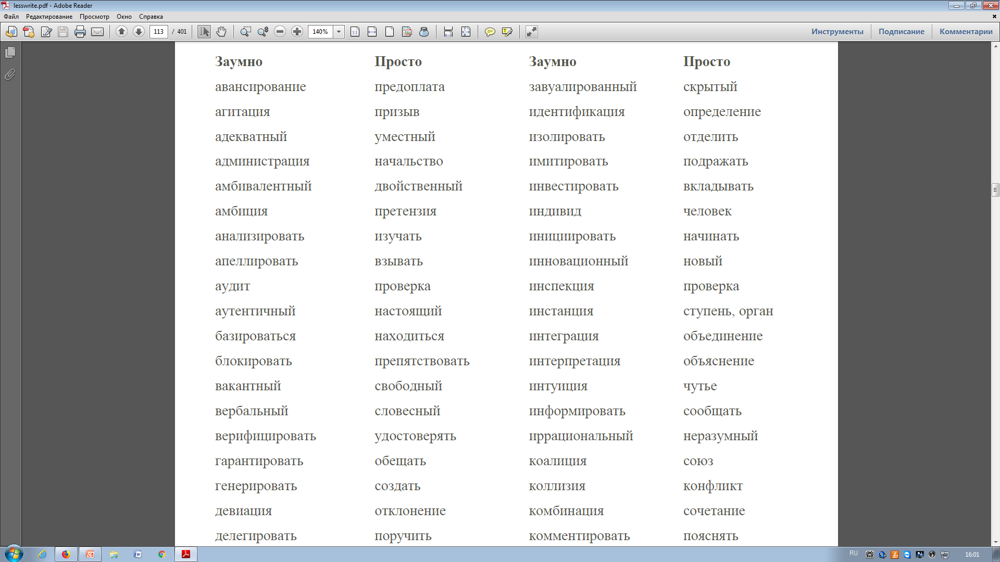 lesswrite.pdf - Adobe Reader
Файл Редактирование Просмотр Окно Справка
113 / 401 140% Инструменты Подписание Комментарии
Заумно Просто Заумно Просто
авансирование предоплата завуалированный скрытый
агитация призыв идентификация определение
адекватный уместный изолировать отделить
администрация начальство имитировать подражать
амбивалентный двойственный инвестировать вкладывать
амбиция претензия индивид человек
анализировать изучать инициировать начинать
апеллировать взывать инновационный новый
аудит проверка инспекция проверка
аутентичный настоящий инстанция ступень, орган
базироваться находиться интеграция объединение
блокировать препятствовать интерпретация объяснение
вакантный свободный интуиция чутье
вербальный словесный информировать сообщать
верифицировать удостоверять иррациональный неразумный
гарантировать обещать коалиция союз
генерировать создать коллизия конфликт
девиация отклонение комбинация сочетание
делегировать поручить комментировать пояснять
RU 16:01